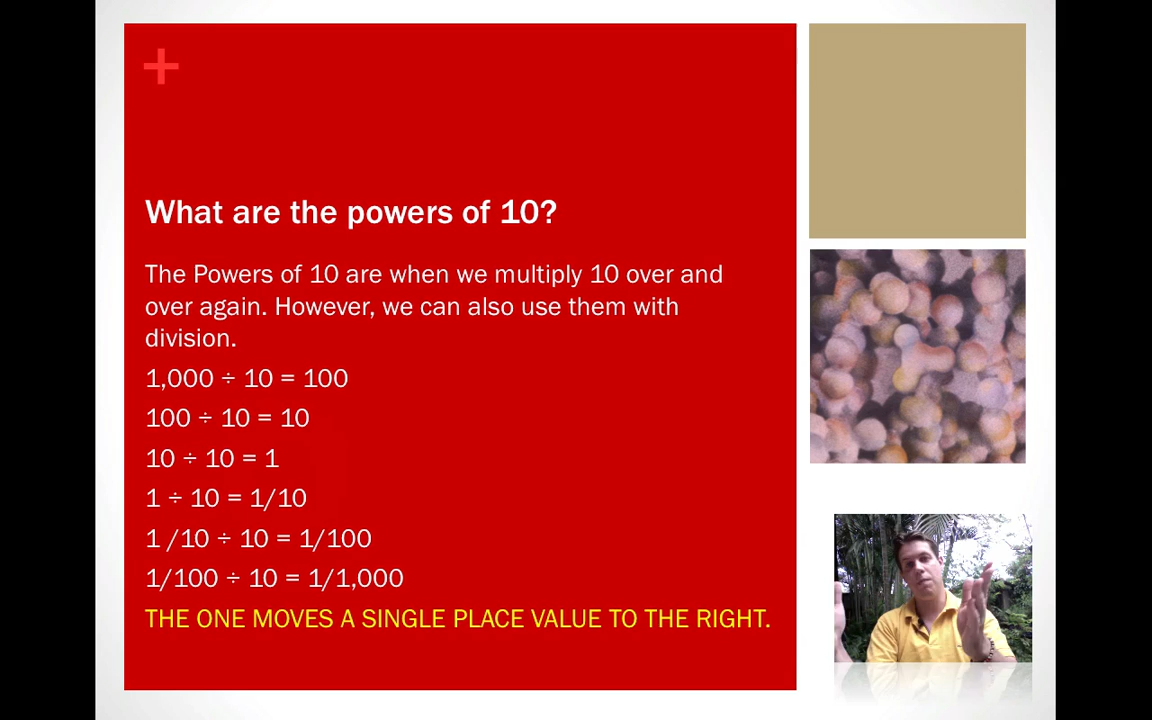 +
What are the powers of 10?
The Powers of 10 are when we multiply 10 over and
over again. However, we can also use them with
division.
1,000 ÷ 10 = 100
100 ÷ 10 = 10
10 ÷ 10 = 1
1 ÷ 10 = 1/10
1 /10 ÷ 10 = 1/100
1/100 ÷ 10 = 1/1,000
THE ONE MOVES A SINGLE PLACE VALUE TO THE RIGHT.